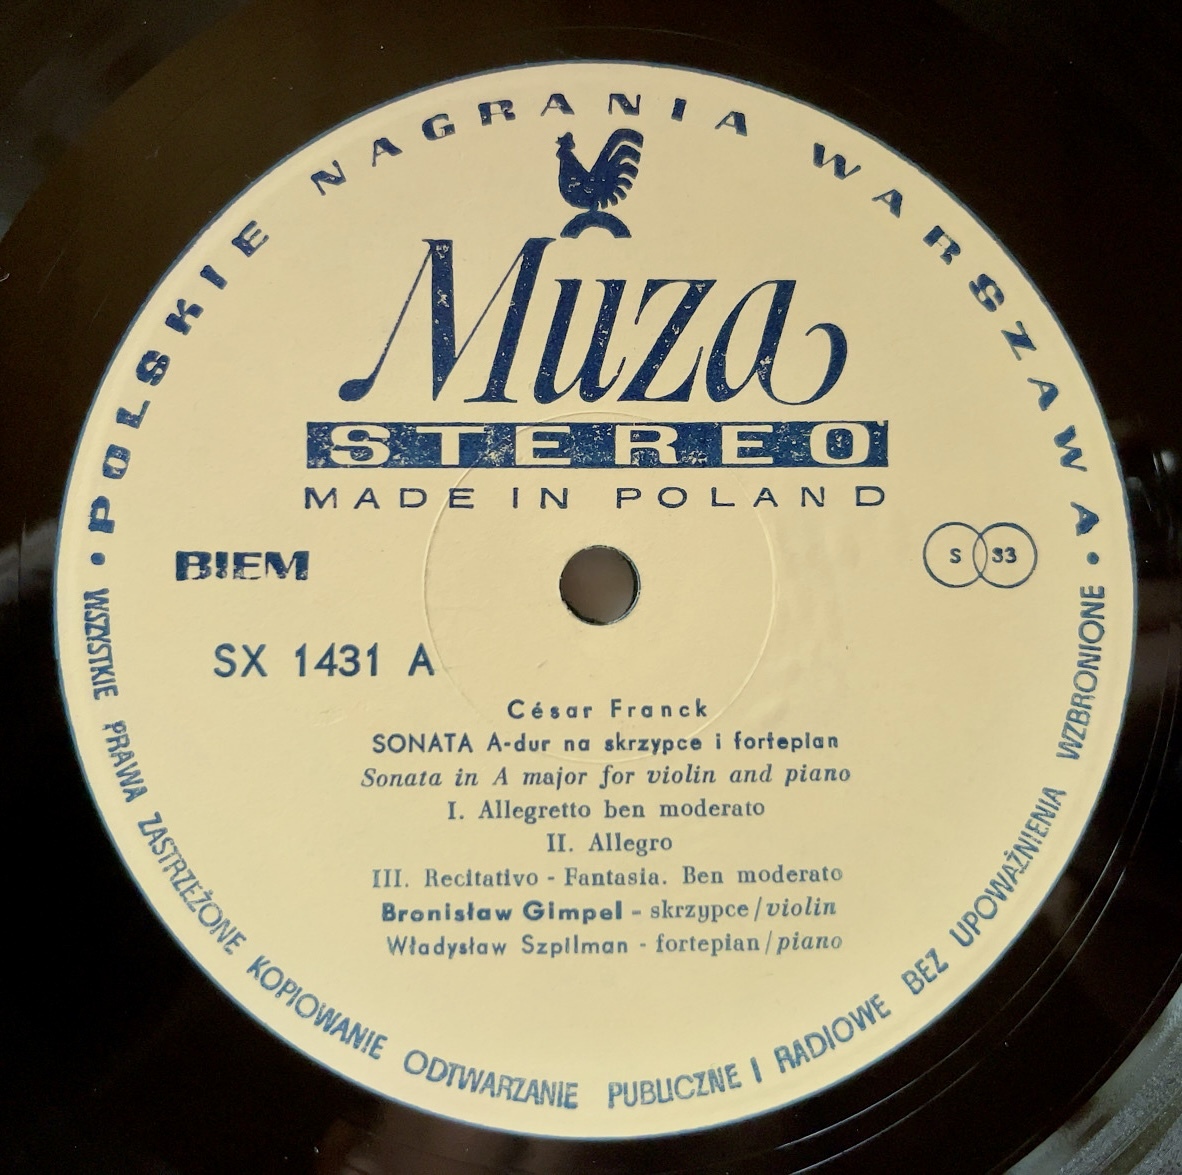 POLSKIE NAGRANIA WARSZAWA
Muza
STEREO
MADE IN POLAND
BIEM
S 33
SX 1431 A
César Franck
SONATA A-dur na skrzypce i fortepian
Sonata in A major for violin and piano
I. Allegretto ben moderato
II. Allegro
III. Recitativo - Fantasia. Ben moderato
Bronisław Gimpel - skrzypce/violin
Władysław Szpilman - fortepian/piano
• WSZYSTKIE PRAWA ZASTRZEŻONE KOPIOWANIE ODTWARZANIE PUBLICZNE I RADIOWE BEZ UPOWAŻNIENIA WZBRONIONE •